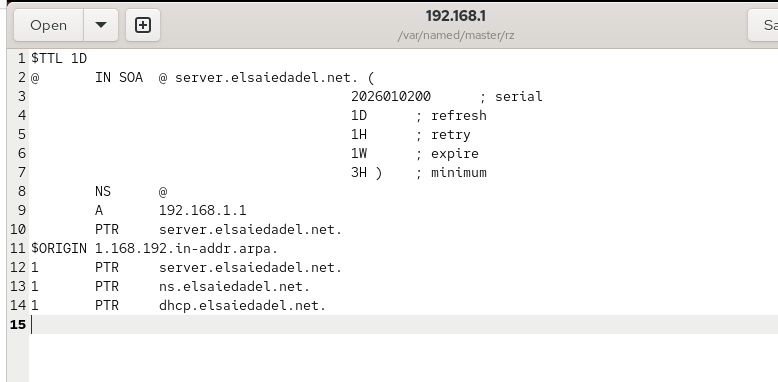 Open
192.168.1
/var/named/master/rz
Sa
1 $TTL 1D
2 @ IN SOA @ server.elsaiedadel.net. (
3 2026010200 ; serial
4 1D ; refresh
5 1H ; retry
6 1W ; expire
7 3H ) ; minimum
8 NS @
9 A 192.168.1.1
10 PTR server.elsaiedadel.net.
11 $ORIGIN 1.168.192.in-addr.arpa.
12 1 PTR server.elsaiedadel.net.
13 1 PTR ns.elsaiedadel.net.
14 1 PTR dhcp.elsaiedadel.net.
15